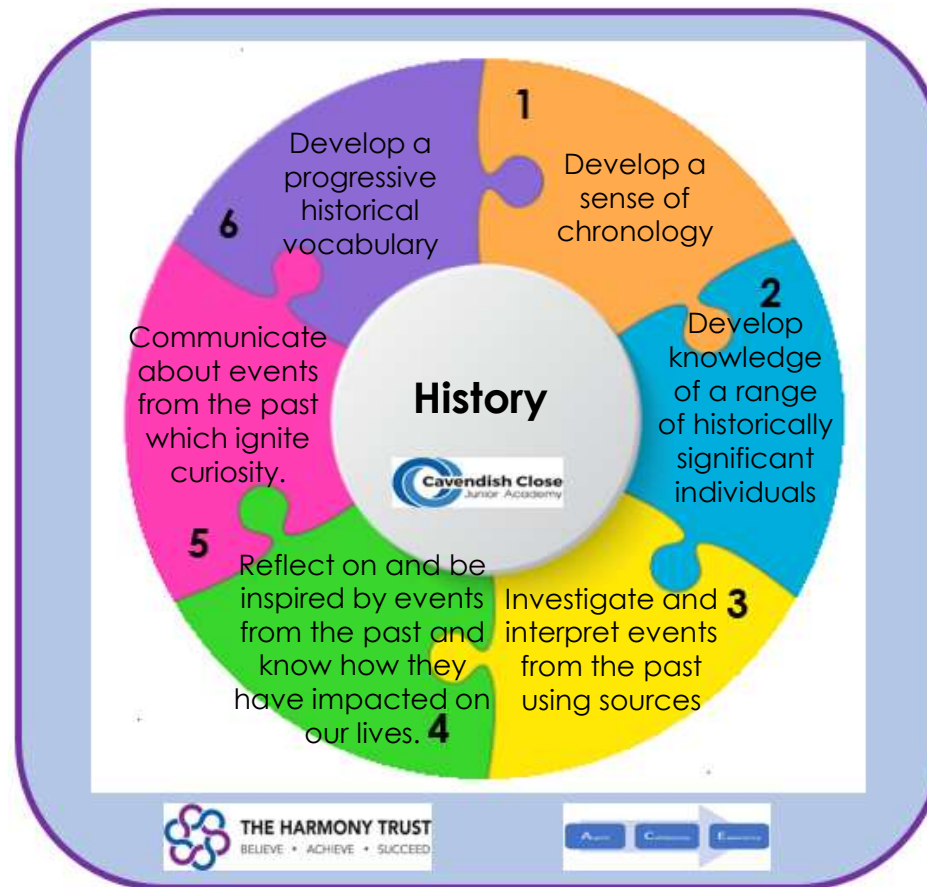 1
Develop a
sense of
chronology
2
Develop
knowledge
of a range
of historically
significant
individuals
3
Investigate and
interpret events
from the past
using sources
4
Reflect on and be
inspired by events
from the past and
know how they
have impacted on
our lives.
5
Communicate
about events
from the past
which ignite
curiosity.
6
Develop a
progressive
historical
vocabulary
History
Cavendish Close
Junior Academy
THE HARMONY TRUST
BELIEVE • ACHIEVE • SUCCEED